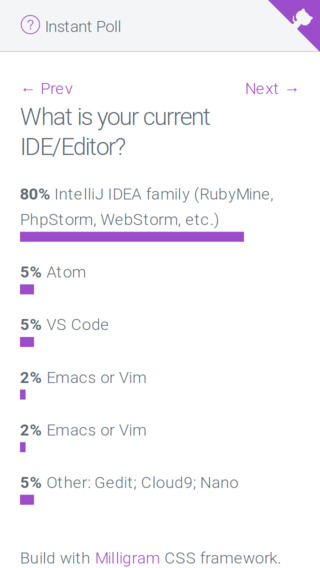 ? Instant Poll
← Prev Next →
What is your current
IDE/Editor?
80% IntelliJ IDEA family (RubyMine,
PhpStorm, WebStorm, etc.)
5% Atom
5% VS Code
2% Emacs or Vim
2% Emacs or Vim
5% Other: Gedit; Cloud9; Nano
Build with Milligram CSS framework.